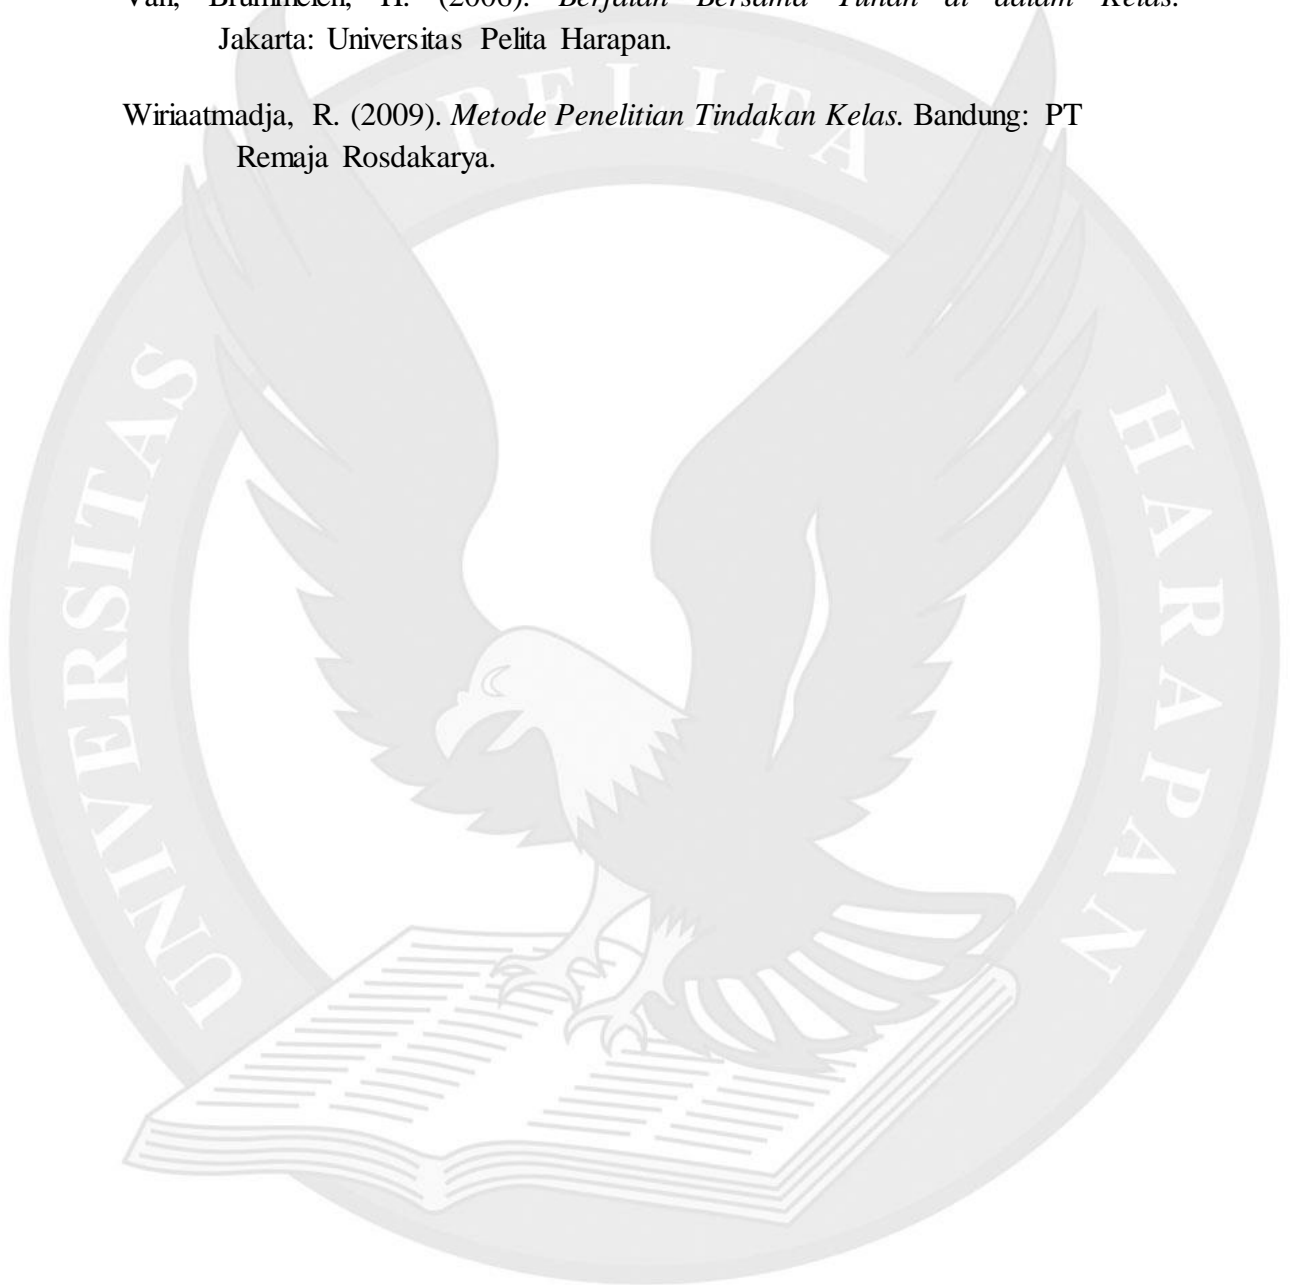 Van, Brummelen, H. (2006). Berjalan Bersama Tuhan di dalam Kelas.
Jakarta: Universitas Pelita Harapan.
Wiriaatmadja, R. (2009). Metode Penelitian Tindakan Kelas. Bandung: PT
Remaja Rosdakarya.
UNIVERSITAS PELITA HARAPAN